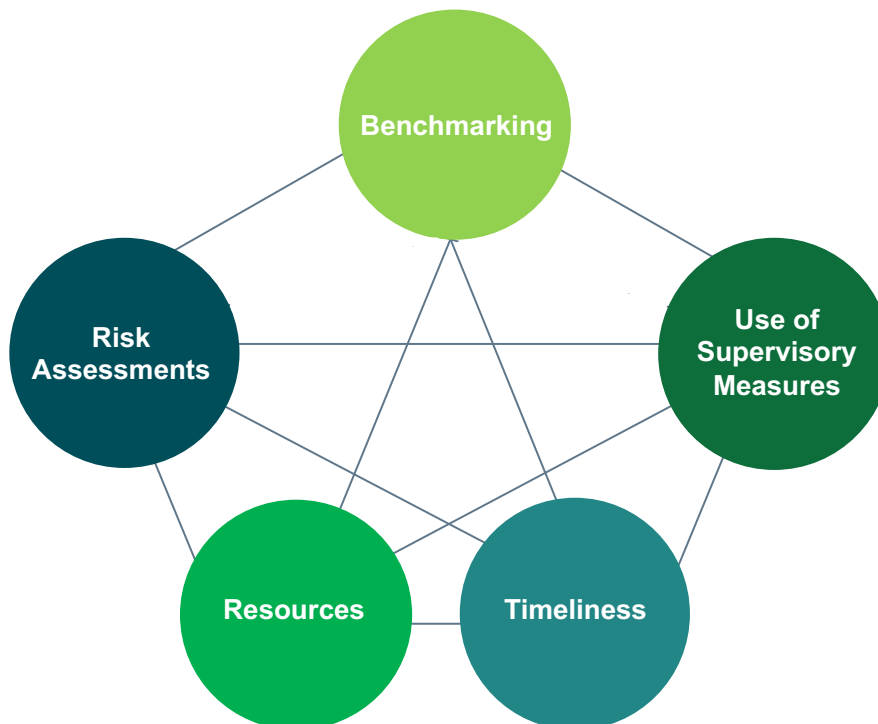 Benchmarking
Risk
Assessments
Use of
Supervisory
Measures
Resources
Timeliness